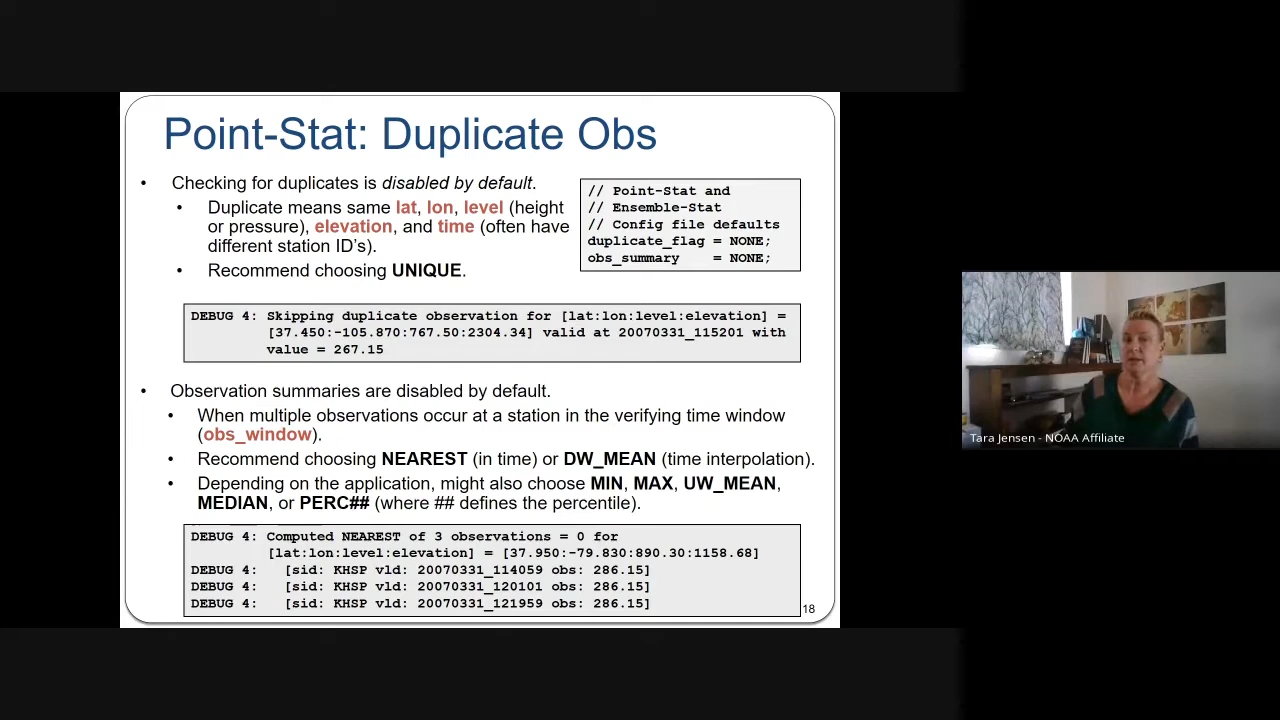 Point-Stat: Duplicate Obs
• Checking for duplicates is disabled by default.
• Duplicate means same lat, lon, level (height
or pressure), elevation, and time (often have
different station ID's).
• Recommend choosing UNIQUE.
// Point-Stat and
// Ensemble-Stat
// Config file defaults
duplicate_flag = NONE;
obs_summary    = NONE;
DEBUG 4: Skipping duplicate observation for [lat:lon:level:elevation] =
[37.450:-105.870:767.50:2304.34] valid at 20070331_115201 with
value = 267.15
• Observation summaries are disabled by default.
• When multiple observations occur at a station in the verifying time window
(obs_window).
• Recommend choosing NEAREST (in time) or DW_MEAN (time interpolation).
• Depending on the application, might also choose MIN, MAX, UW_MEAN,
MEDIAN, or PERC## (where ## defines the percentile).
DEBUG 4: Computed NEAREST of 3 observations = 0 for
[lat:lon:level:elevation] = [37.950:-79.830:890.30:1158.68]
DEBUG 4:   [sid: KHSP vld: 20070331_114059 obs: 286.15]
DEBUG 4:   [sid: KHSP vld: 20070331_120101 obs: 286.15]
DEBUG 4:   [sid: KHSP vld: 20070331_121959 obs: 286.15]
18
Tara Jensen - NOAA Affiliate